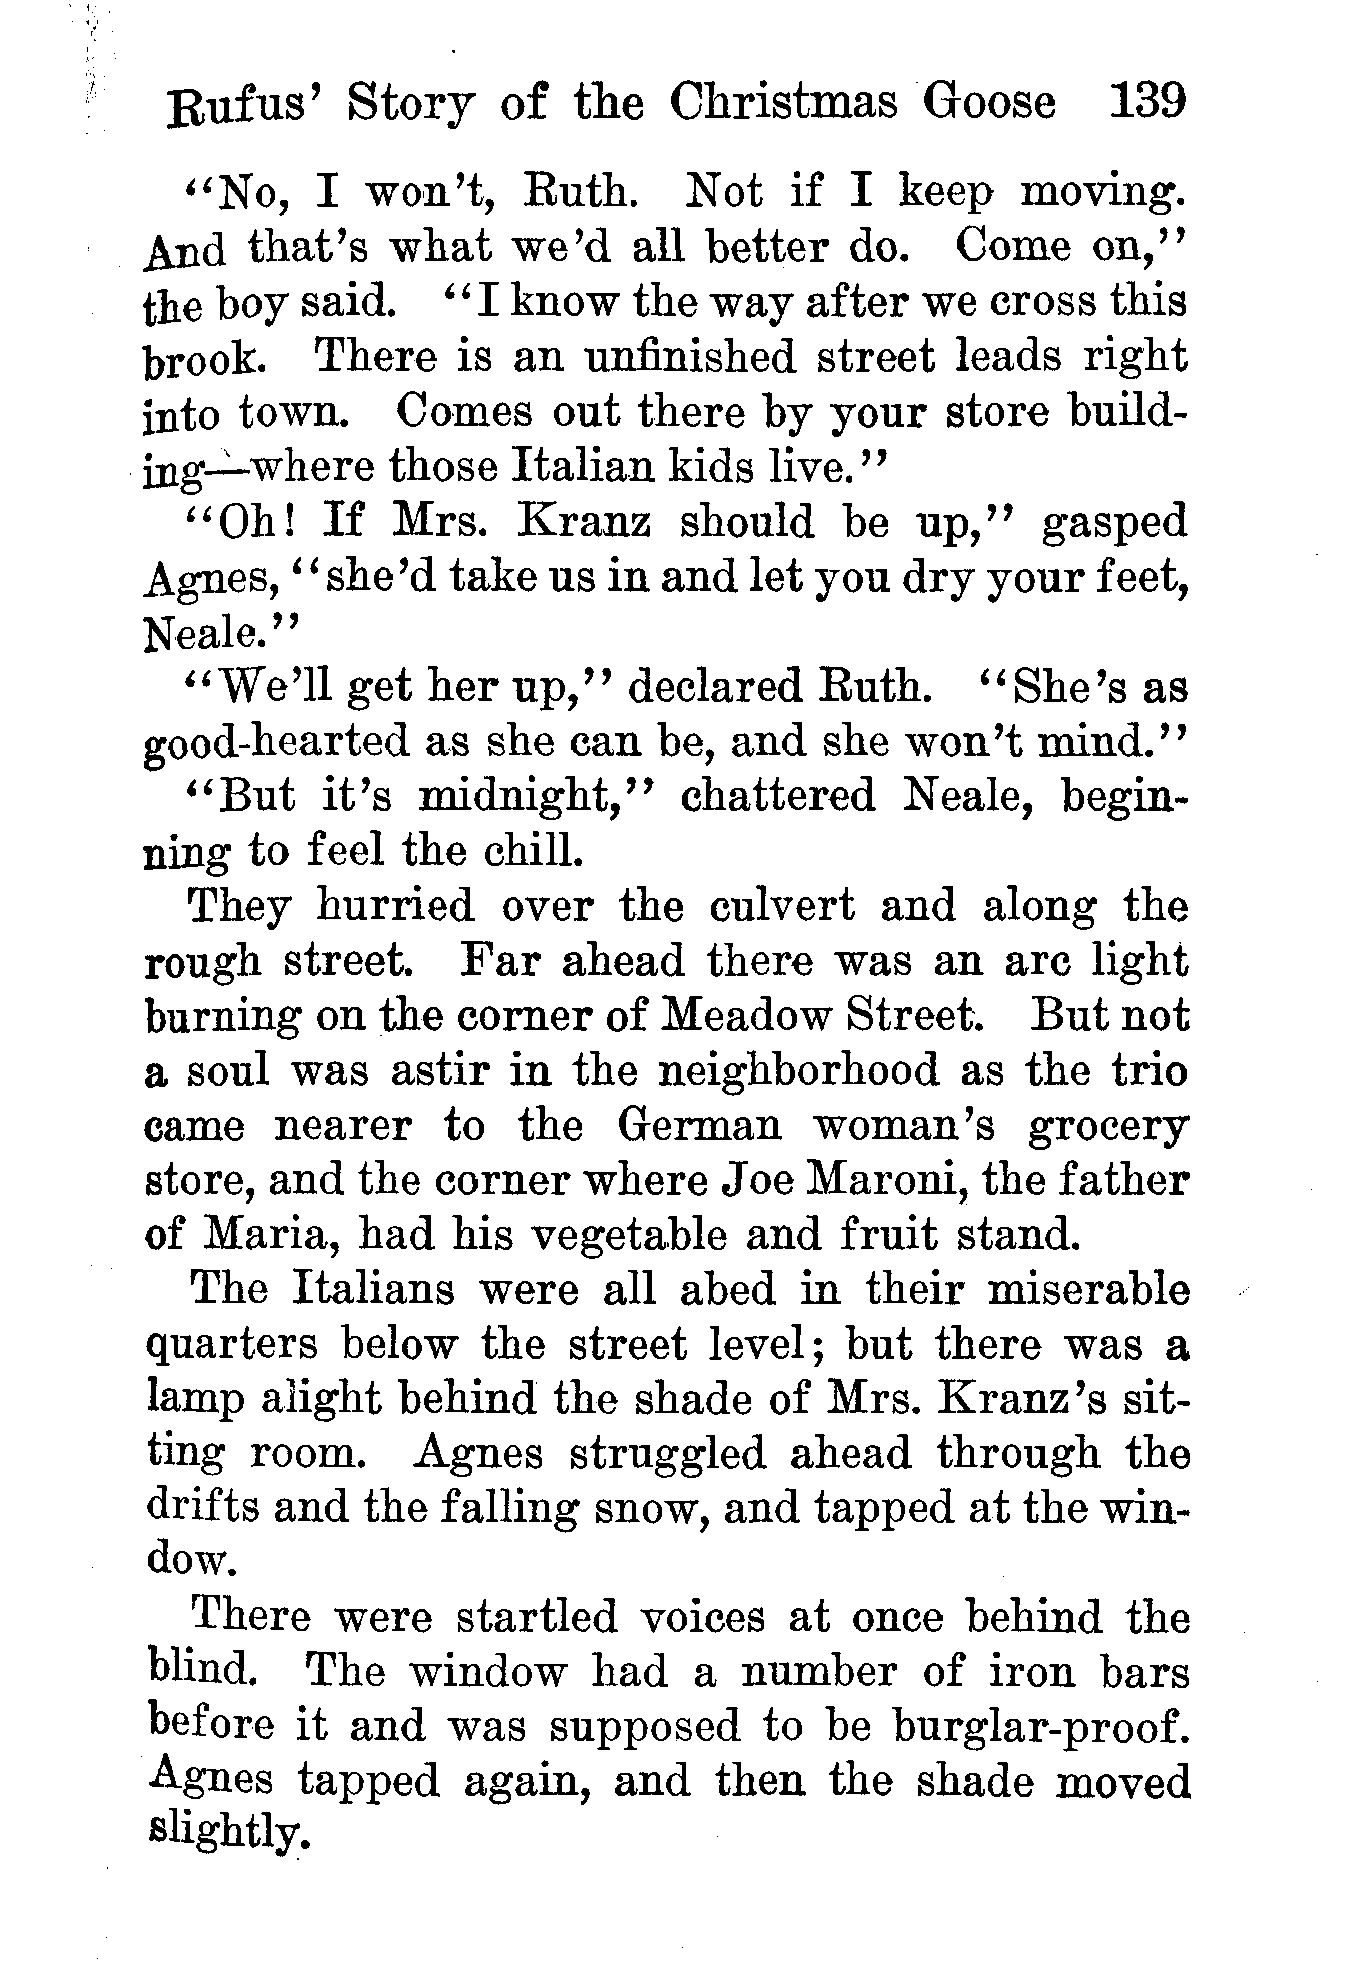 Rufus' Story of the Christmas Goose 139
"No, I won't, Ruth. Not if I keep moving.
And that's what we'd all better do. Come on,"
the boy said. "I know the way after we cross this
brook. There is an unfinished street leads right
into town. Comes out there by your store build-
ing—where those Italian kids live."
"Oh! If Mrs. Kranz should be up," gasped
Agnes, "she'd take us in and let you dry your feet,
Neale."
"We'll get her up," declared Ruth. "She's as
good-hearted as she can be, and she won't mind."
"But it's midnight," chattered Neale, begin-
ning to feel the chill.
They hurried over the culvert and along the
rough street. Far ahead there was an arc light
burning on the corner of Meadow Street. But not
a soul was astir in the neighborhood as the trio
came nearer to the German woman's grocery
store, and the corner where Joe Maroni, the father
of Maria, had his vegetable and fruit stand.
The Italians were all abed in their miserable
quarters below the street level; but there was a
lamp alight behind the shade of Mrs. Kranz's sit-
ting room. Agnes struggled ahead through the
drifts and the falling snow, and tapped at the win-
dow.
There were startled voices at once behind the
blind. The window had a number of iron bars
before it and was supposed to be burglar-proof.
Agnes tapped again, and then the shade moved
slightly.